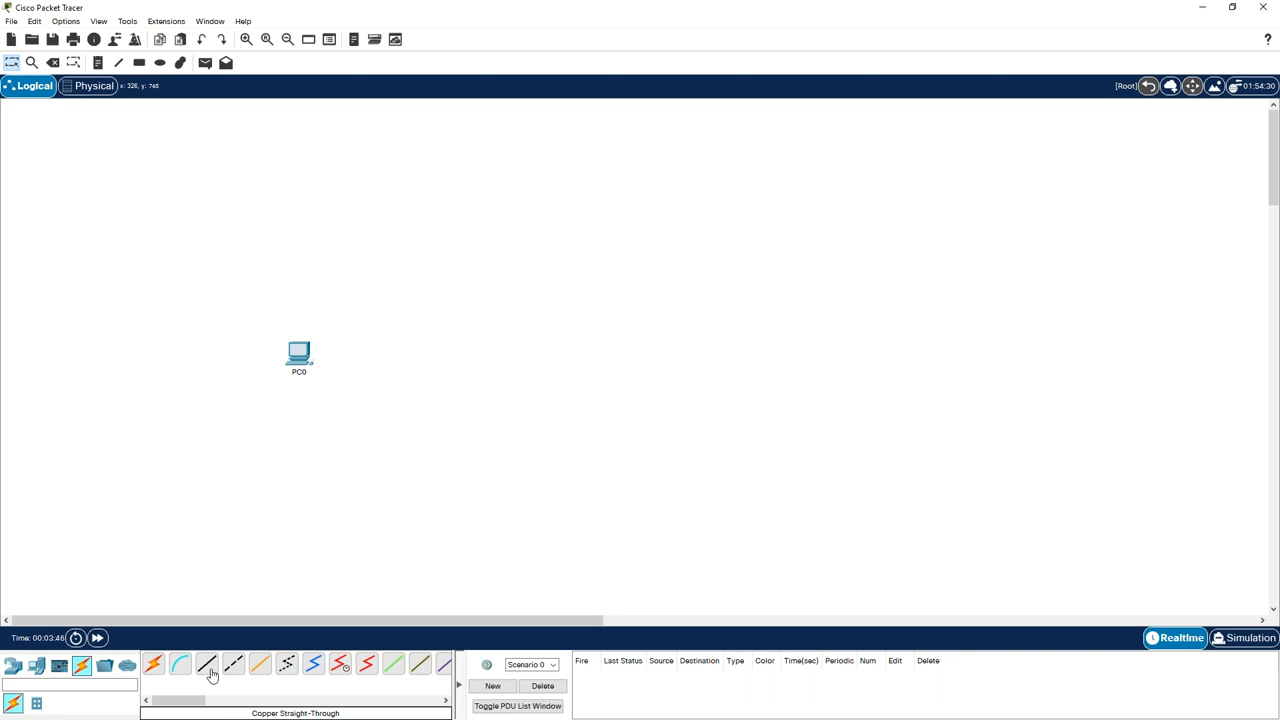 Cisco Packet Tracer
File Edit Options View Tools Extensions Window Help
?
Logical Physical x: 326, y: 745 [Root] 01:54:30
PC0
Time: 00:03:46 Realtime Simulation
Scenario 0 Fire Last Status Source Destination Type Color Time(sec) Periodic Num Edit Delete
New Delete
Toggle PDU List Window
Copper Straight-Through